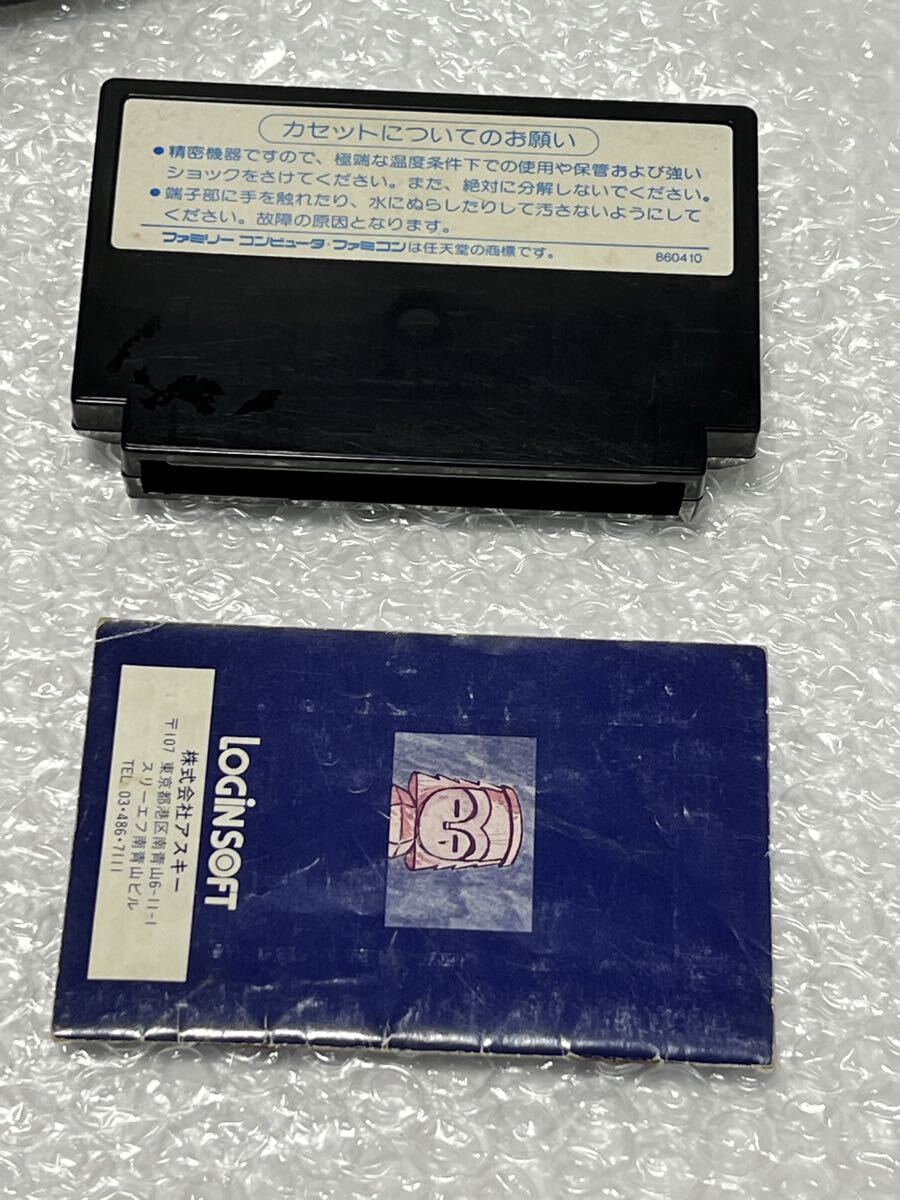 カセットについてのお願い
●精密機器ですので、極端な温度条件下での使用や保管および強い
ショックをさけてください。また、絶対に分解しないでください。
●端子部に手を触れたり、水にぬらしたりして汚さないようにして
ください。故障の原因となります。
ファミリー コンピュータ・ファミコンは任天堂の商標です。
860410
LOGiNSOFT
株式会社アスキー
〒107 東京都港区南青山6-11-1
スリーエフ南青山ビル
TEL 03・486・7111